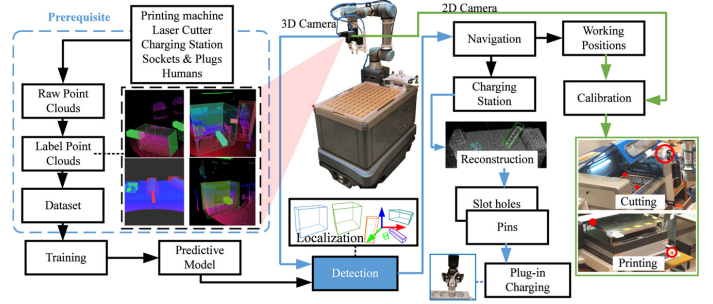 Prerequisite
Printing machine
Laser Cutter
Charging Station
Sockets & Plugs
Humans
Raw Point
Clouds
Label Point
Clouds
Dataset
Training
Predictive
Model
3D Camera
2D Camera
Localization
Detection
Navigation
Working
Positions
Charging
Station
Calibration
Reconstruction
Slot holes
Pins
Plug-in
Charging
Cutting
Printing